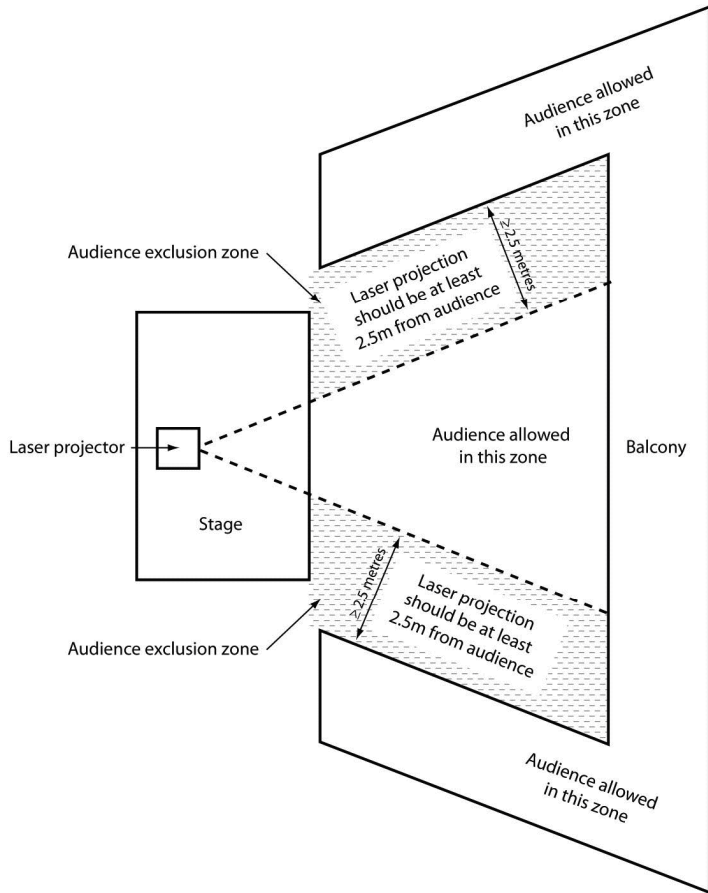 Audience allowed
in this zone
Audience exclusion zone
≥ 2.5 metres
Laser projection
should be at least
2.5m from audience
Laser projector
Audience allowed
in this zone
Balcony
Stage
≥ 2.5 metres
Laser projection
should be at least
2.5m from audience
Audience exclusion zone
Audience allowed
in this zone